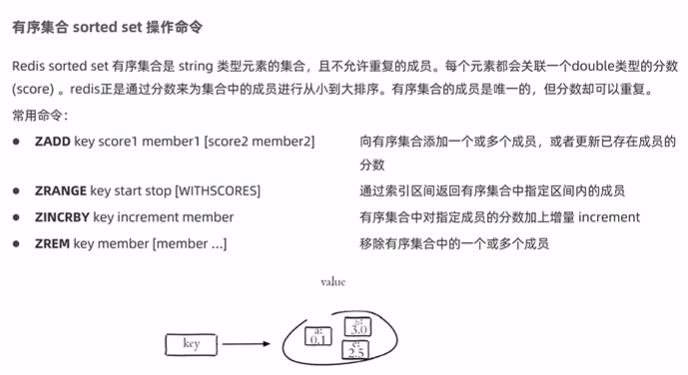 有序集合 sorted set 操作命令
Redis sorted set 有序集合是 string 类型元素的集合，且不允许重复的成员。每个元素都会关联一个double类型的分数
(score) 。redis正是通过分数来为集合中的成员进行从小到大排序。有序集合的成员是唯一的，但分数却可以重复。
常用命令：
● ZADD key score1 member1 [score2 member2] 向有序集合添加一个或多个成员，或者更新已存在成员的
分数
● ZRANGE key start stop [WITHSCORES] 通过索引区间返回有序集合中指定区间内的成员
● ZINCRBY key increment member 有序集合中对指定成员的分数加上增量 increment
● ZREM key member [member ...] 移除有序集合中的一个或多个成员
value
key
a:
0.1
3.0
2.5